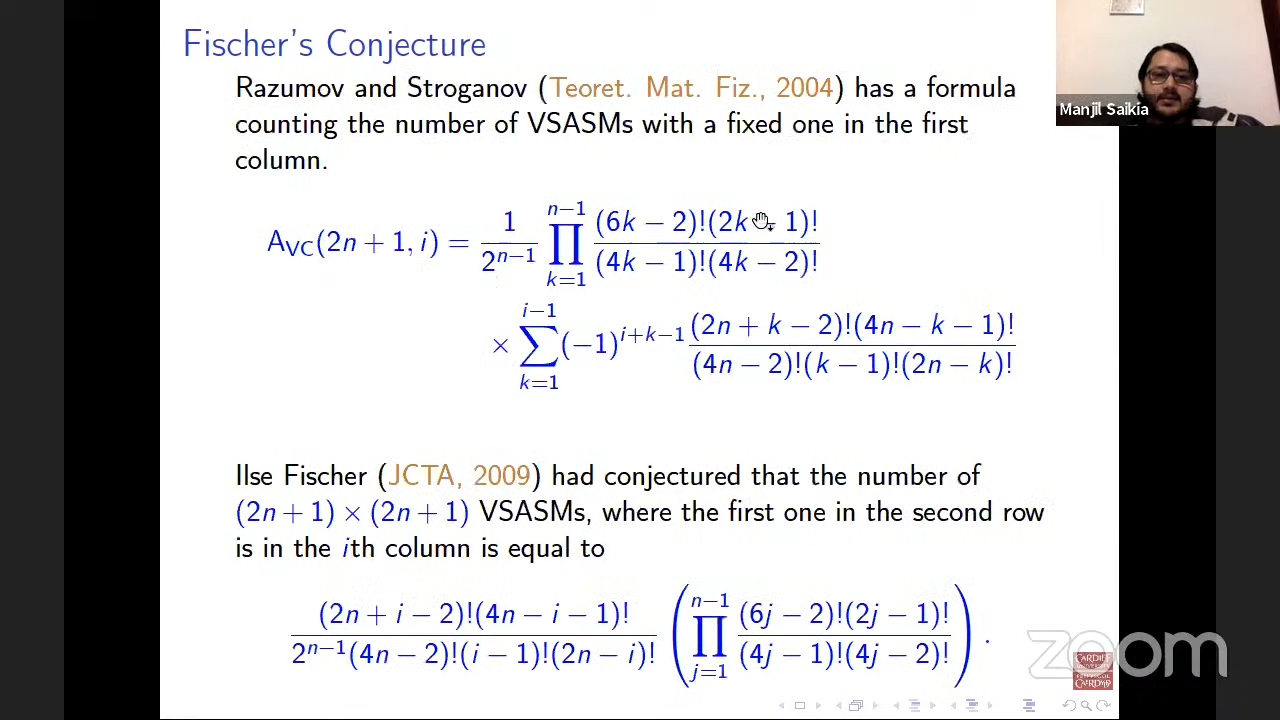 Fischer's Conjecture
Razumov and Stroganov (Teoret. Mat. Fiz., 2004) has a formula
counting the number of VSASMs with a fixed one in the first
column.
A_VC(2n + 1, i) = 1/2^{n−1} ∏_{k=1}^{n−1} (6k − 2)!(2k − 1)! / (4k − 1)!(4k − 2)!
× ∑_{k=1}^{i−1} (−1)^{i+k−1} (2n + k − 2)!(4n − k − 1)! / (4n − 2)!(k − 1)!(2n − k)!
Ilse Fischer (JCTA, 2009) had conjectured that the number of
(2n + 1) × (2n + 1) VSASMs, where the first one in the second row
is in the ith column is equal to
(2n + i − 2)!(4n − i − 1)! / 2^{n−1}(4n − 2)!(i − 1)!(2n − i)! (∏_{j=1}^{n−1} (6j − 2)!(2j − 1)! / (4j − 1)!(4j − 2)!).
Manjil Saikia
zoom
CARDIFF
UNIVERSITY
PRIFYSGOL
CAERDYDD